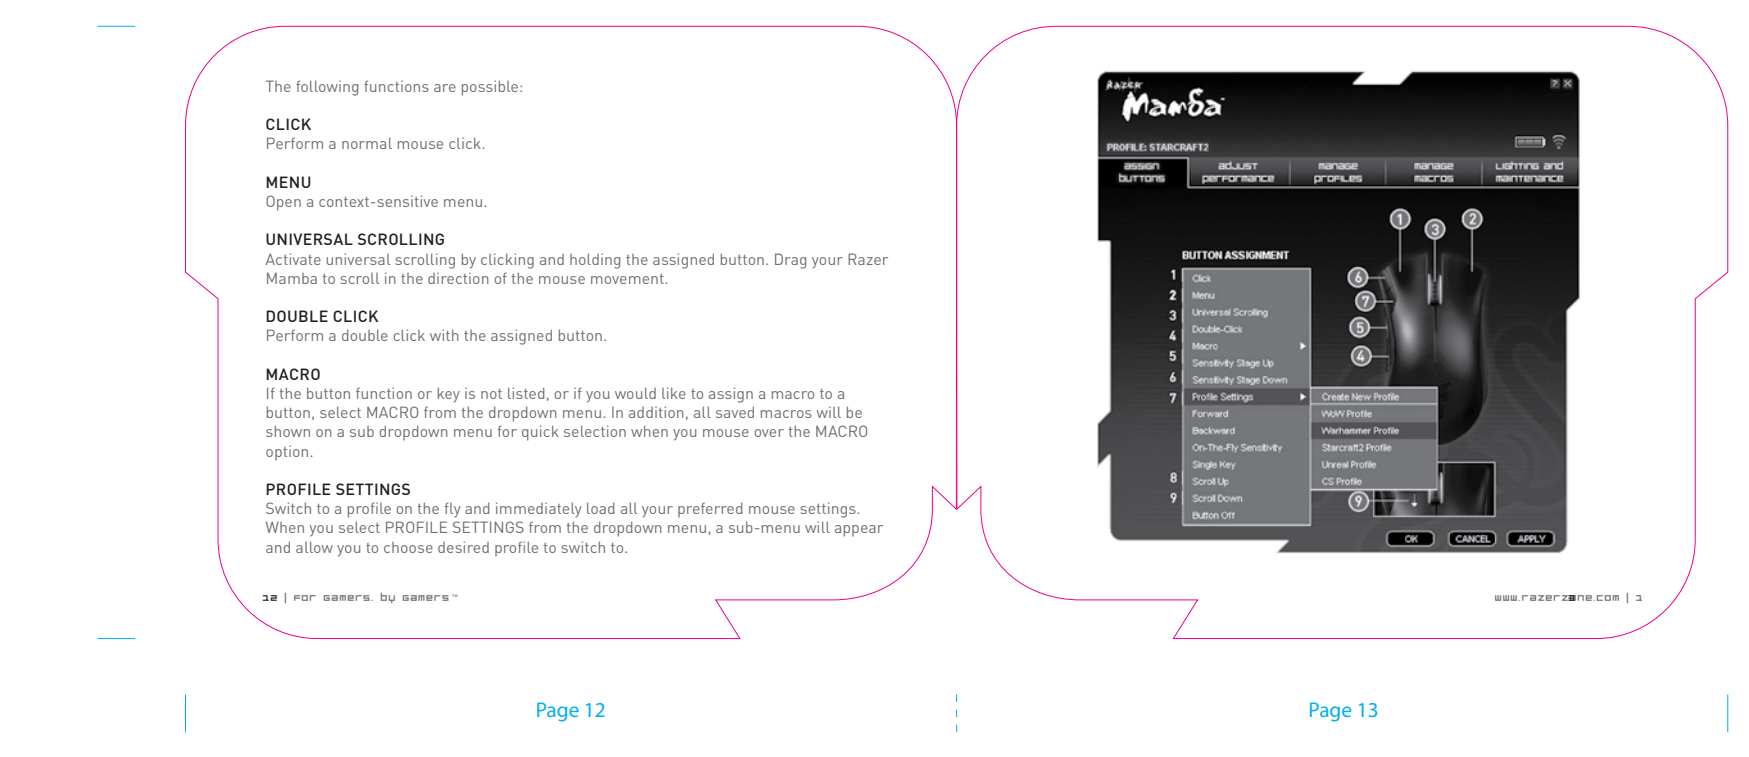 The following functions are possible:
CLICK
Perform a normal mouse click.
MENU
Open a context-sensitive menu.
UNIVERSAL SCROLLING
Activate universal scrolling by clicking and holding the assigned button. Drag your Razer
Mamba to scroll in the direction of the mouse movement.
DOUBLE CLICK
Perform a double click with the assigned button.
MACRO
If the button function or key is not listed, or if you would like to assign a macro to a
button, select MACRO from the dropdown menu. In addition, all saved macros will be
shown on a sub dropdown menu for quick selection when you mouse over the MACRO
option.
PROFILE SETTINGS
Switch to a profile on the fly and immediately load all your preferred mouse settings.
When you select PROFILE SETTINGS from the dropdown menu, a sub-menu will appear
and allow you to choose desired profile to switch to.
12 | For gamers. by gamers™
Page 12
Razer
Mamba
? X
PROFILE: STARCRAFT2
assign buttons
adjust performance
manage profiles
manage macros
Lighting and mantenance
1
2
3
6
7
5
4
BUTTON ASSIGNMENT
1 Click
2 Menu
3 Universal Scrolling
4 Double-Click
Macro
5 Sensitivity Stage Up
6 Sensitivity Stage Down
7 Profile Settings
Forward
Backward
On-The-Fly Sensitivity
Single Key
8 Scroll Up
9 Scroll Down
Button Off
Create New Profile
WoW Profile
Warhammer Profile
Starcraft2 Profile
Unreal Profile
CS Profile
9
OK
CANCEL
APPLY
www.razerzone.com | 1
Page 13